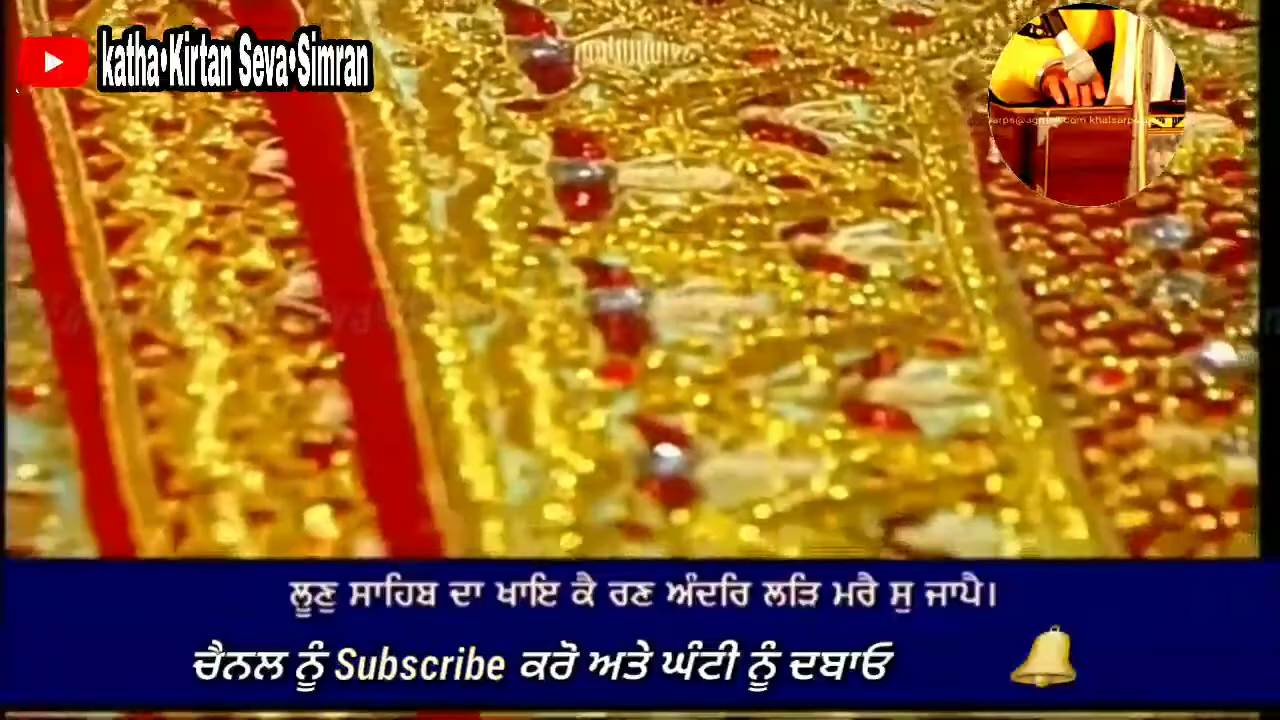 katha•Kirtan Seva•Simran
ਲੂਣੁ ਸਾਹਿਬ ਦਾ ਖਾਇ ਕੈ ਰਣ ਅੰਦਰਿ ਲੜਿ ਮਰੈ ਸੁ ਜਾਪੈ।
ਚੈਨਲ ਨੂੰ Subscribe ਕਰੋ ਅਤੇ ਘੰਟੀ ਨੂੰ ਦਬਾਓ